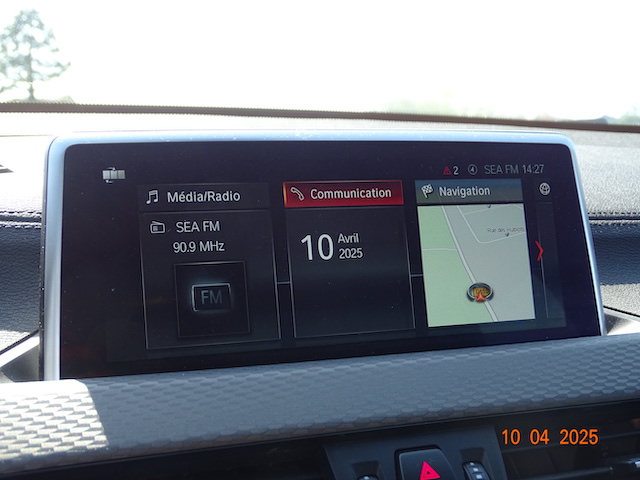 2 4 SEA FM 14:27
Média/Radio
Communication
Navigation
SEA FM
90.9 MHz
FM
10 Avril
2025
10 04 2025